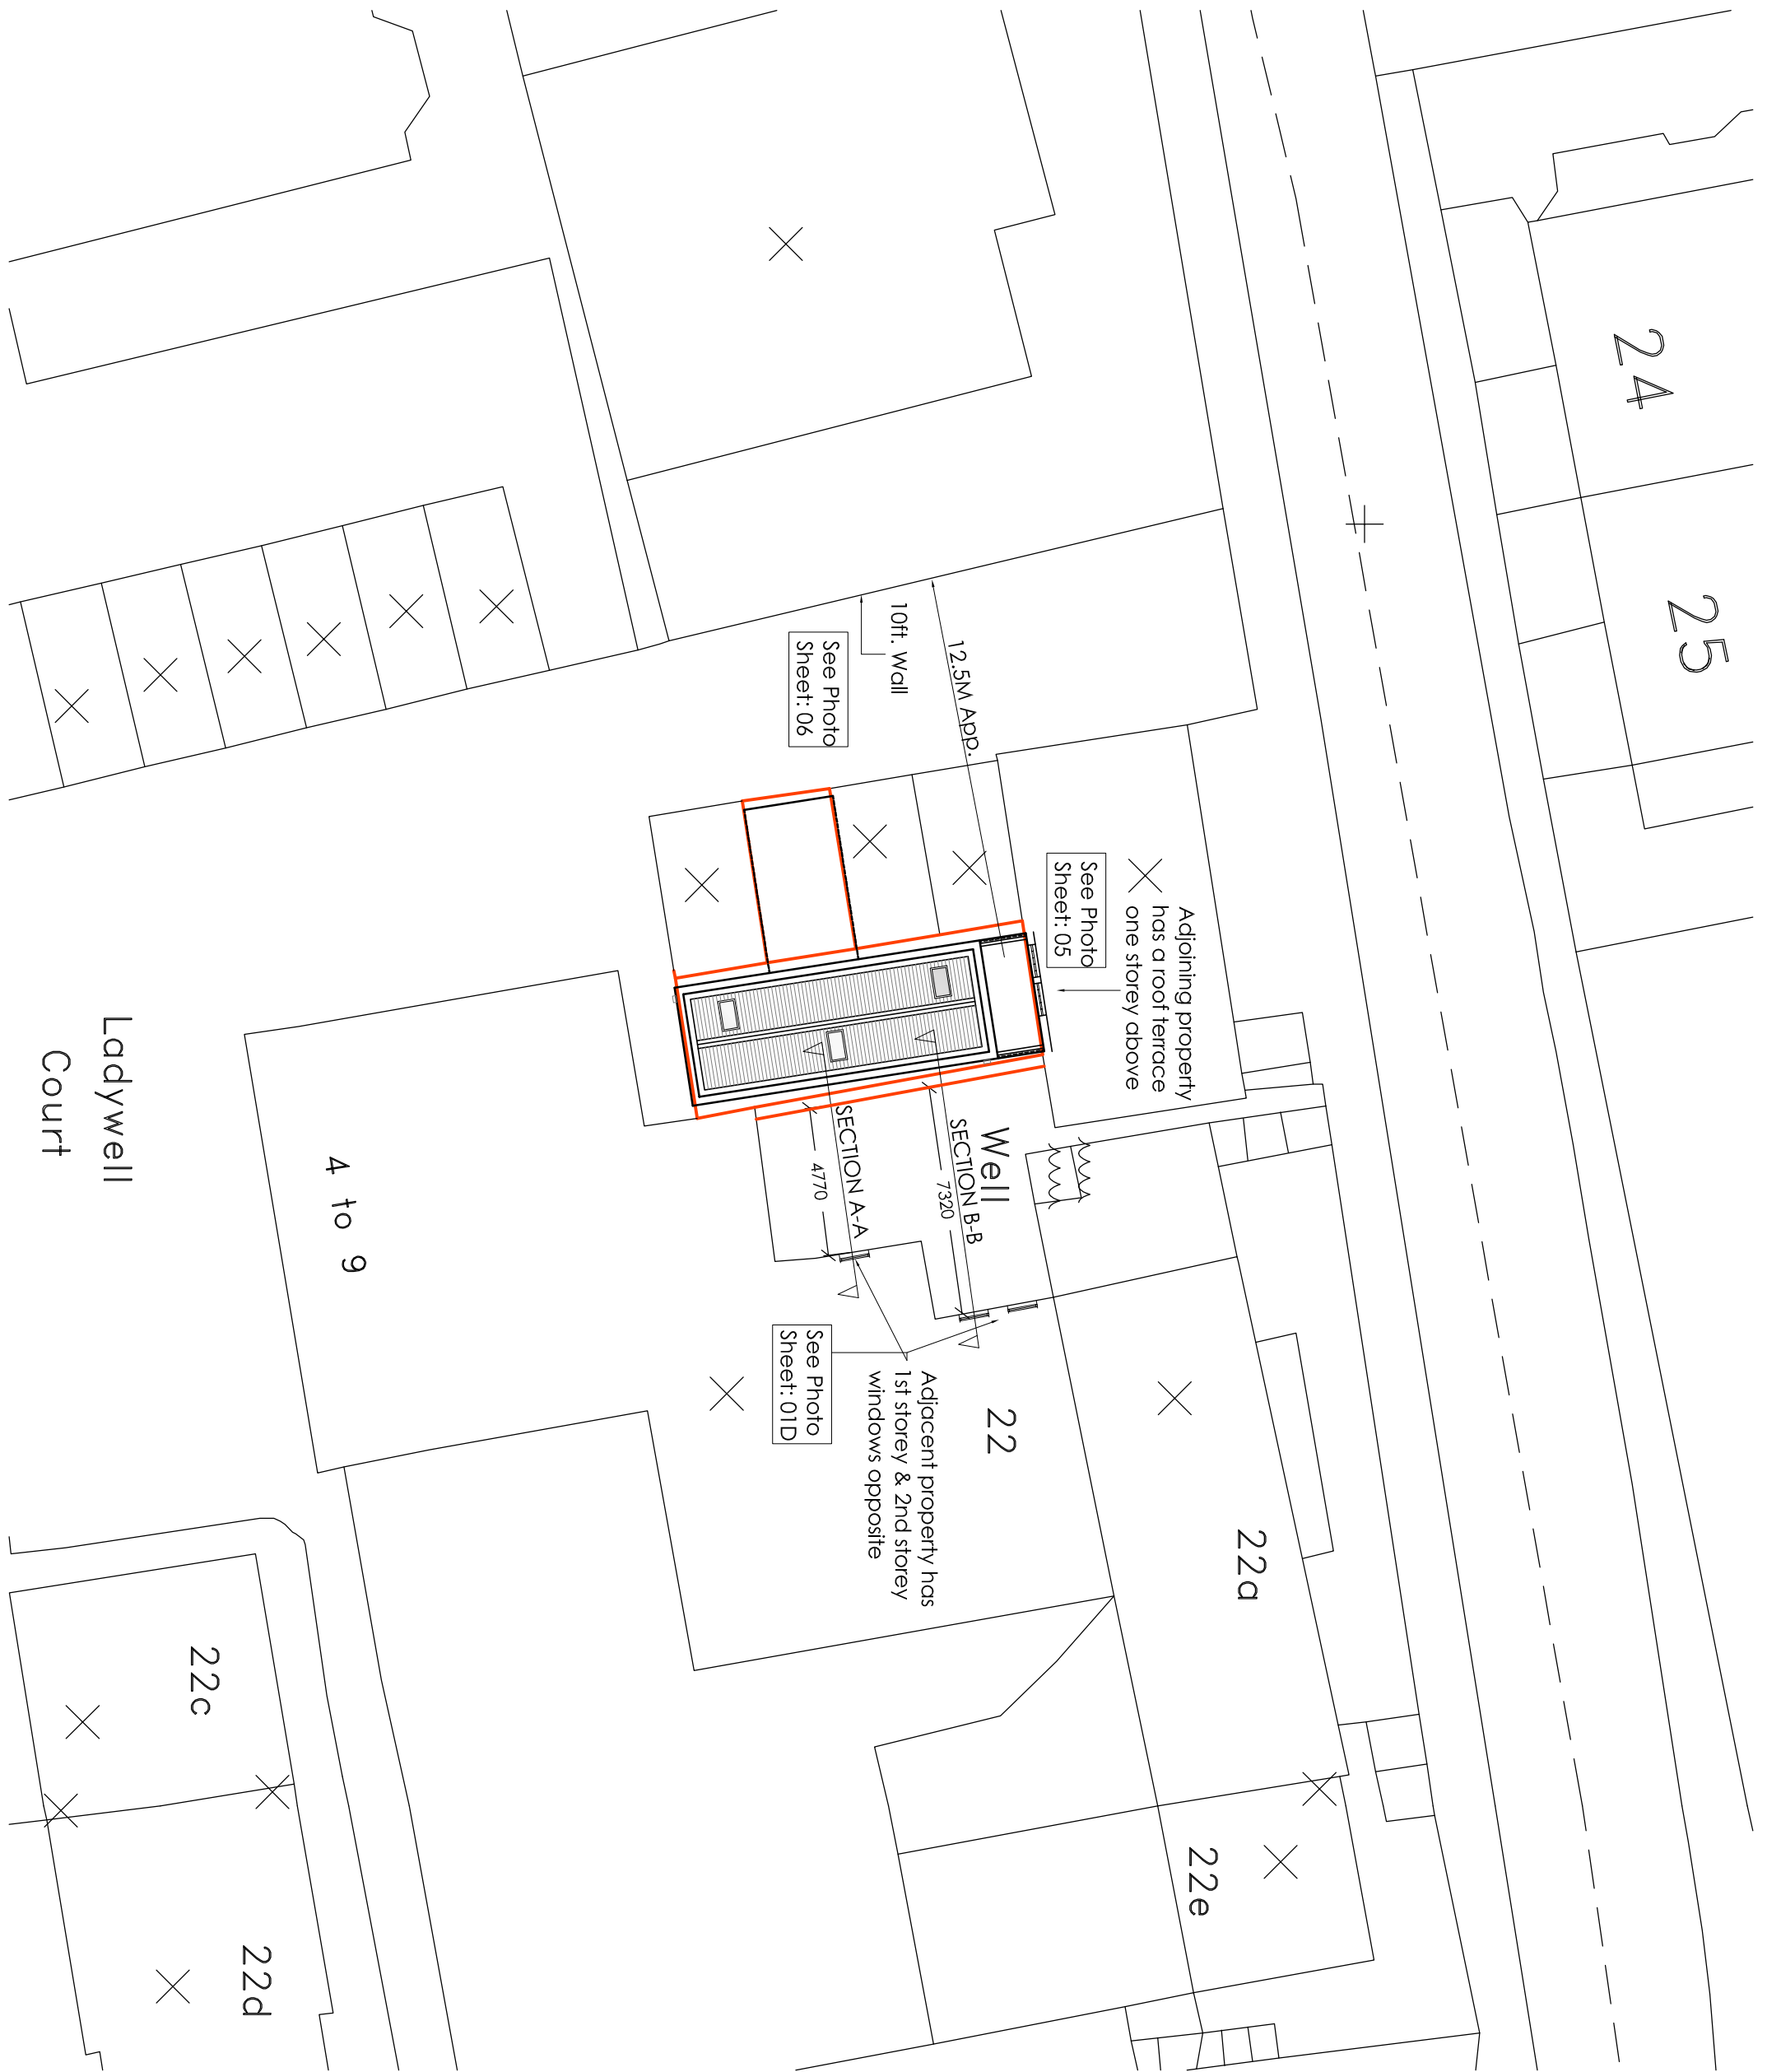 24
25
10ft. Wall
12.5M App.
See Photo
Sheet: 06
Adjoining property
has a roof terrace
one storey above
See Photo
Sheet: 05
Well
SECTION B-B
7320
SECTION A-A
4770
22
Adjacent property has
1st storey & 2nd storey
windows opposite
See Photo
Sheet: 01D
4 to 9
Ladywell
Court
22a
22e
22c
22d